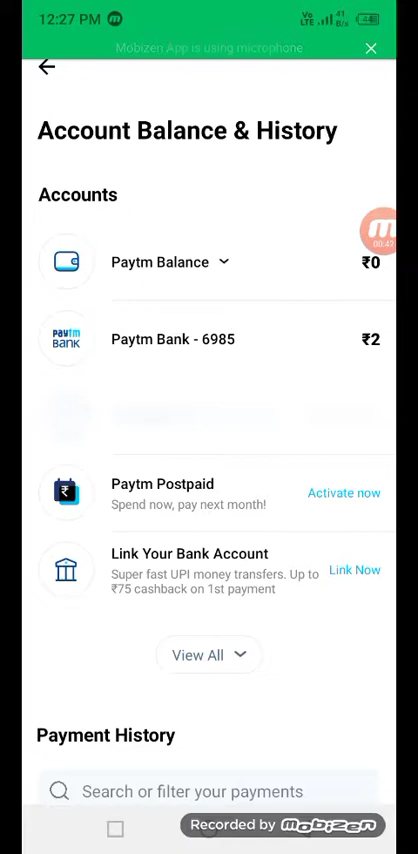 12:27 PM
Vo LTE
41 B/s
Mobizen App is using microphone
Account Balance & History
Accounts
00:47
Paytm Balance
₹0
paytm BANK
Paytm Bank - 6985
₹2
Paytm Postpaid
Activate now
Spend now, pay next month!
Link Your Bank Account
Super fast UPI money transfers. Up to
Link Now
₹75 cashback on 1st payment
View All
Payment History
Search or filter your payments
Recorded by mobizen